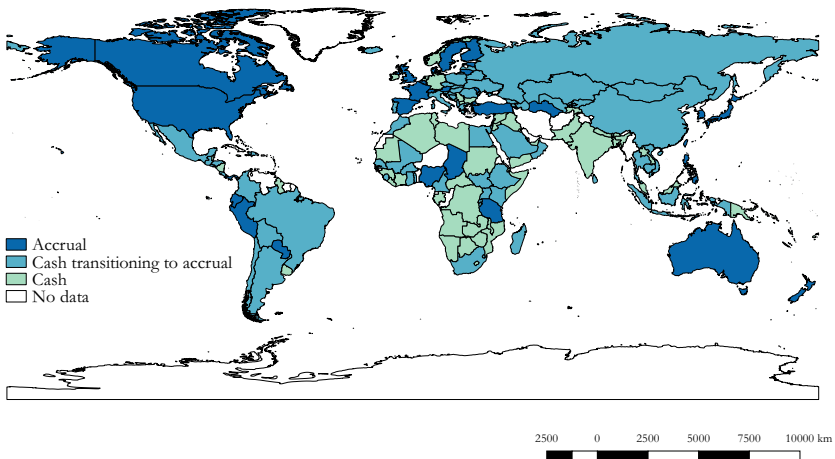 Accrual
Cash transitioning to accrual
Cash
No data
2500 0 2500 5000 7500 10000 km